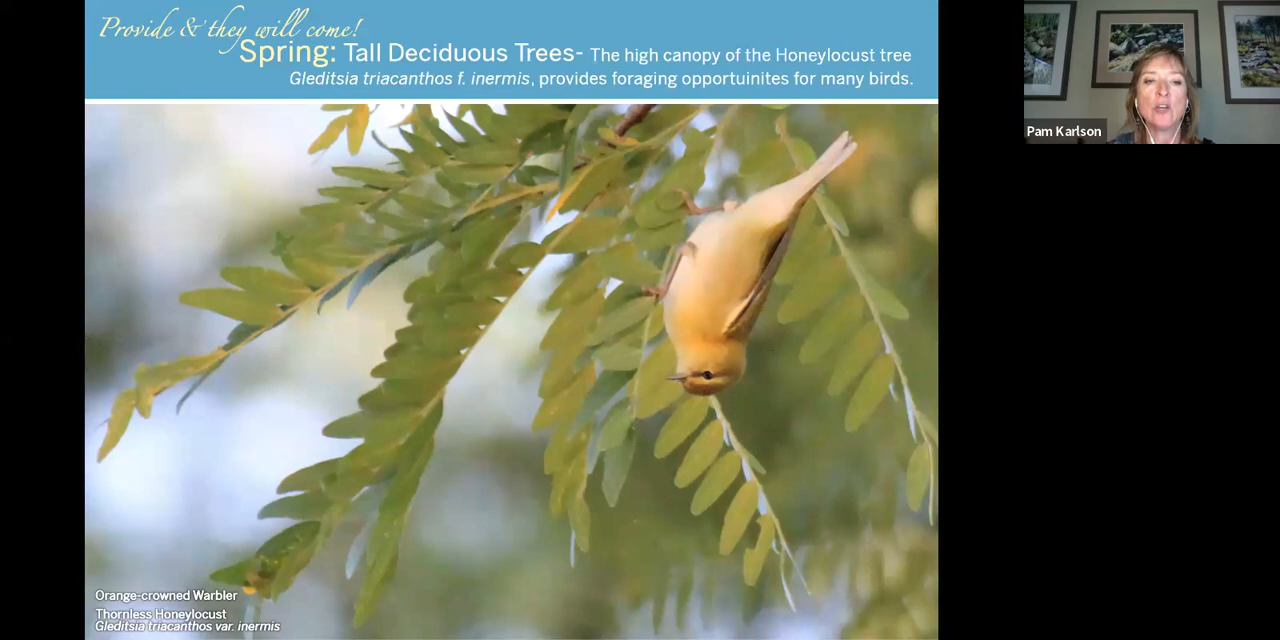 Provide & they will come!
Spring: Tall Deciduous Trees- The high canopy of the Honeylocust tree
Gleditsia triacanthos f. inermis, provides foraging opportuinites for many birds.
Pam Karlson
Orange-crowned Warbler
Thornless Honeylocust
Gleditsia triacanthos var. inermis